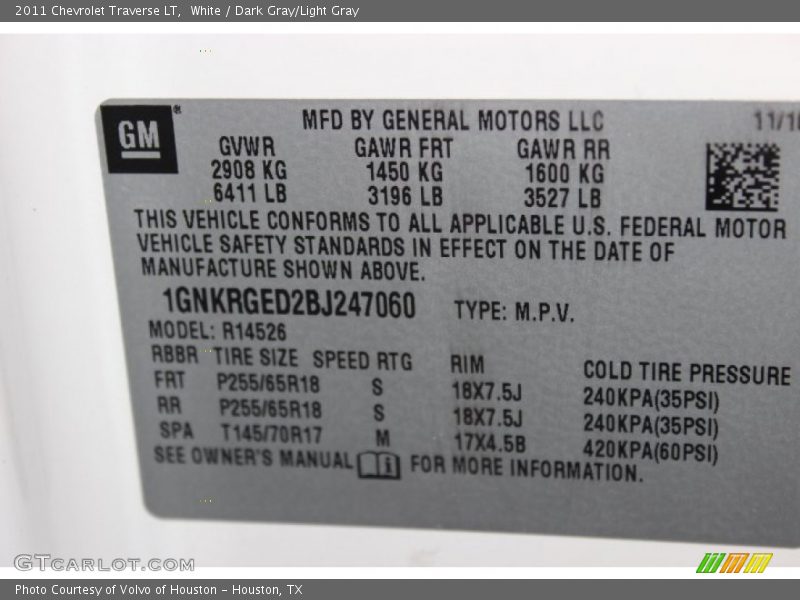 2011 Chevrolet Traverse LT, White / Dark Gray/Light Gray
GM
MFD BY GENERAL MOTORS LLC
GVWR GAWR FRT GAWR RR
2908 KG 1450 KG 1600 KG
6411 LB 3196 LB 3527 LB
THIS VEHICLE CONFORMS TO ALL APPLICABLE U.S. FEDERAL MOTOR
VEHICLE SAFETY STANDARDS IN EFFECT ON THE DATE OF
MANUFACTURE SHOWN ABOVE.
1GNKRGED2BJ247060 TYPE: M.P.V.
MODEL: R14526
RBBR TIRE SIZE SPEED RTG RIM COLD TIRE PRESSURE
FRT P255/65R18 S 18X7.5J 240KPA(35PSI)
RR P255/65R18 S 18X7.5J 240KPA(35PSI)
SPA T145/70R17 M 17X4.5B 420KPA(60PSI)
SEE OWNER'S MANUAL FOR MORE INFORMATION.
GTcarlot.com
Photo Courtesy of Volvo of Houston - Houston, TX